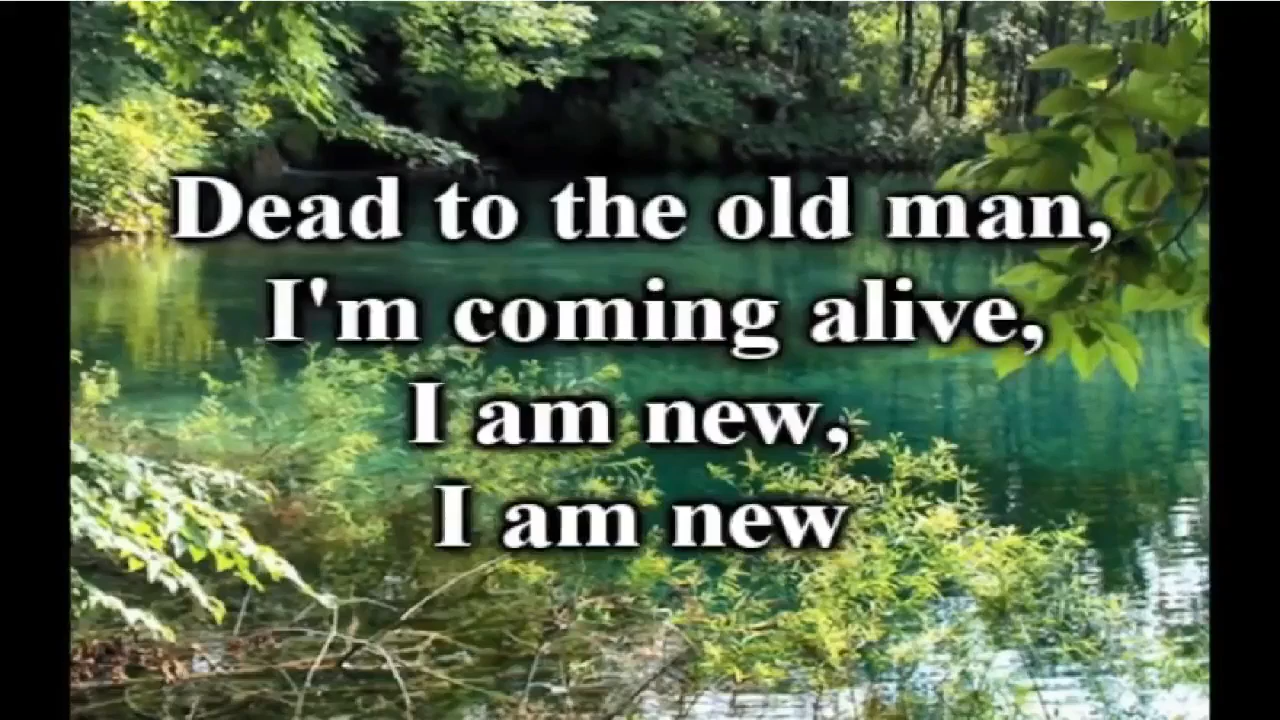 Dead to the old man,
I'm coming alive,
I am new,
I am new